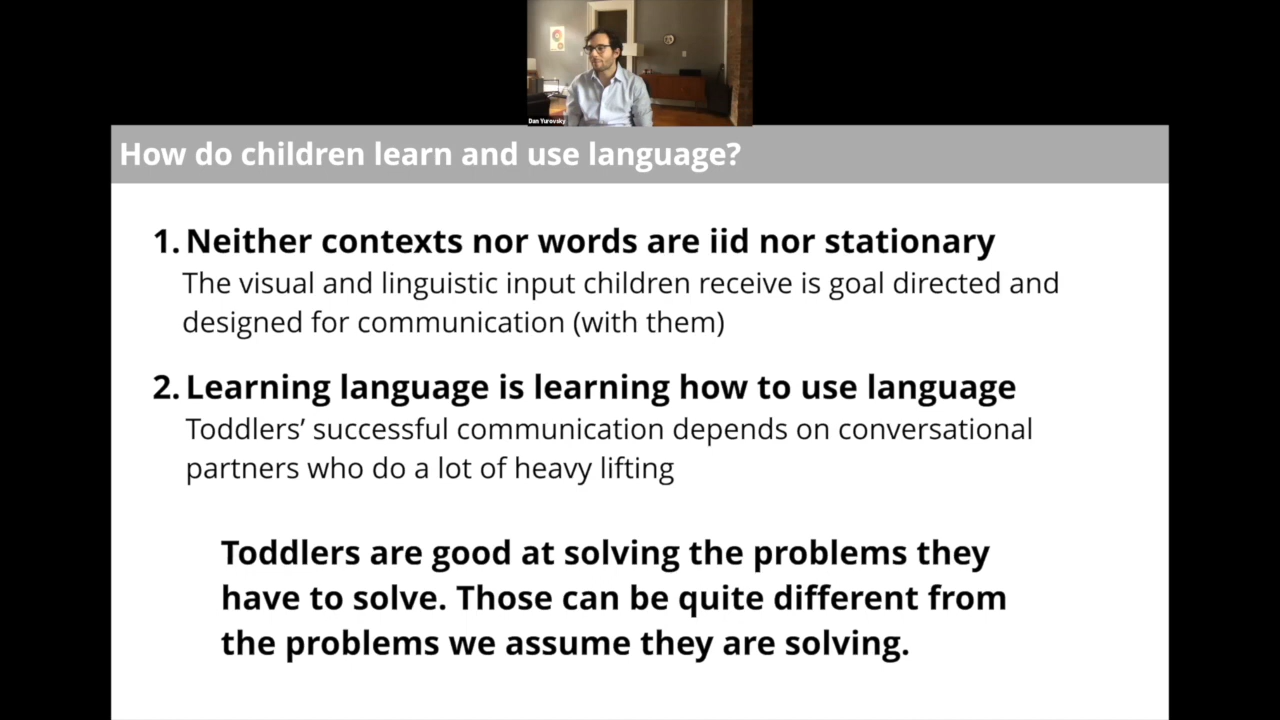 Dan Yurovsky
How do children learn and use language?
1. Neither contexts nor words are iid nor stationary
The visual and linguistic input children receive is goal directed and
designed for communication (with them)
2. Learning language is learning how to use language
Toddlers’ successful communication depends on conversational
partners who do a lot of heavy lifting
Toddlers are good at solving the problems they
have to solve. Those can be quite different from
the problems we assume they are solving.